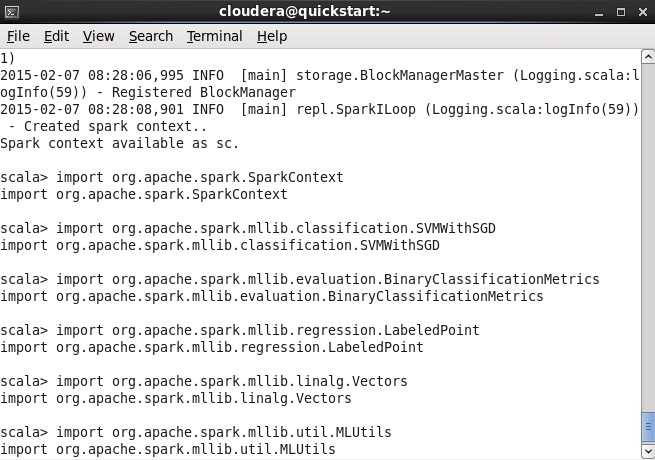 cloudera@quickstart:~
File Edit View Search Terminal Help
1)
2015-02-07 08:28:06,995 INFO  [main] storage.BlockManagerMaster (Logging.scala:l
ogInfo(59)) - Registered BlockManager
2015-02-07 08:28:08,901 INFO  [main] repl.SparkILoop (Logging.scala:logInfo(59))
 - Created spark context..
Spark context available as sc.
scala> import org.apache.spark.SparkContext
import org.apache.spark.SparkContext
scala> import org.apache.spark.mllib.classification.SVMWithSGD
import org.apache.spark.mllib.classification.SVMWithSGD
scala> import org.apache.spark.mllib.evaluation.BinaryClassificationMetrics
import org.apache.spark.mllib.evaluation.BinaryClassificationMetrics
scala> import org.apache.spark.mllib.regression.LabeledPoint
import org.apache.spark.mllib.regression.LabeledPoint
scala> import org.apache.spark.mllib.linalg.Vectors
import org.apache.spark.mllib.linalg.Vectors
scala> import org.apache.spark.mllib.util.MLUtils
import org.apache.spark.mllib.util.MLUtils